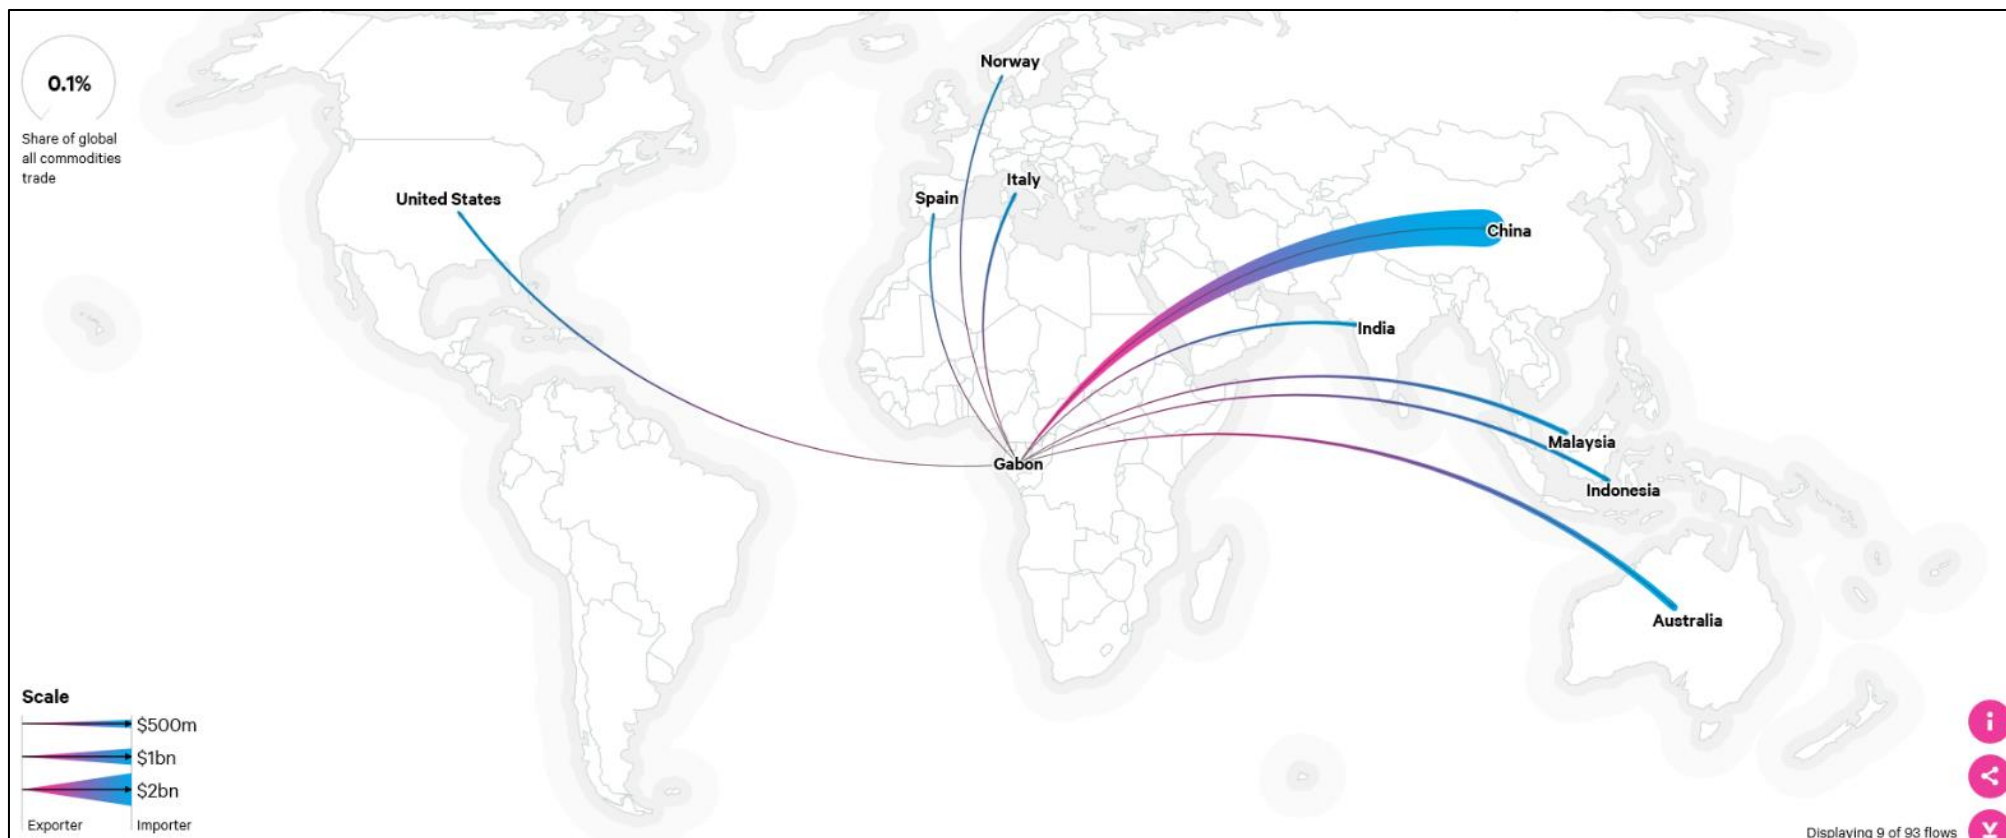 0.1%
Share of global
all commodities
trade
Norway
Italy
Spain
United States
China
India
Malaysia
Gabon
Indonesia
Australia
Scale
$500m
$1bn
$2bn
Exporter
Importer
Displaying 9 of 93 flows